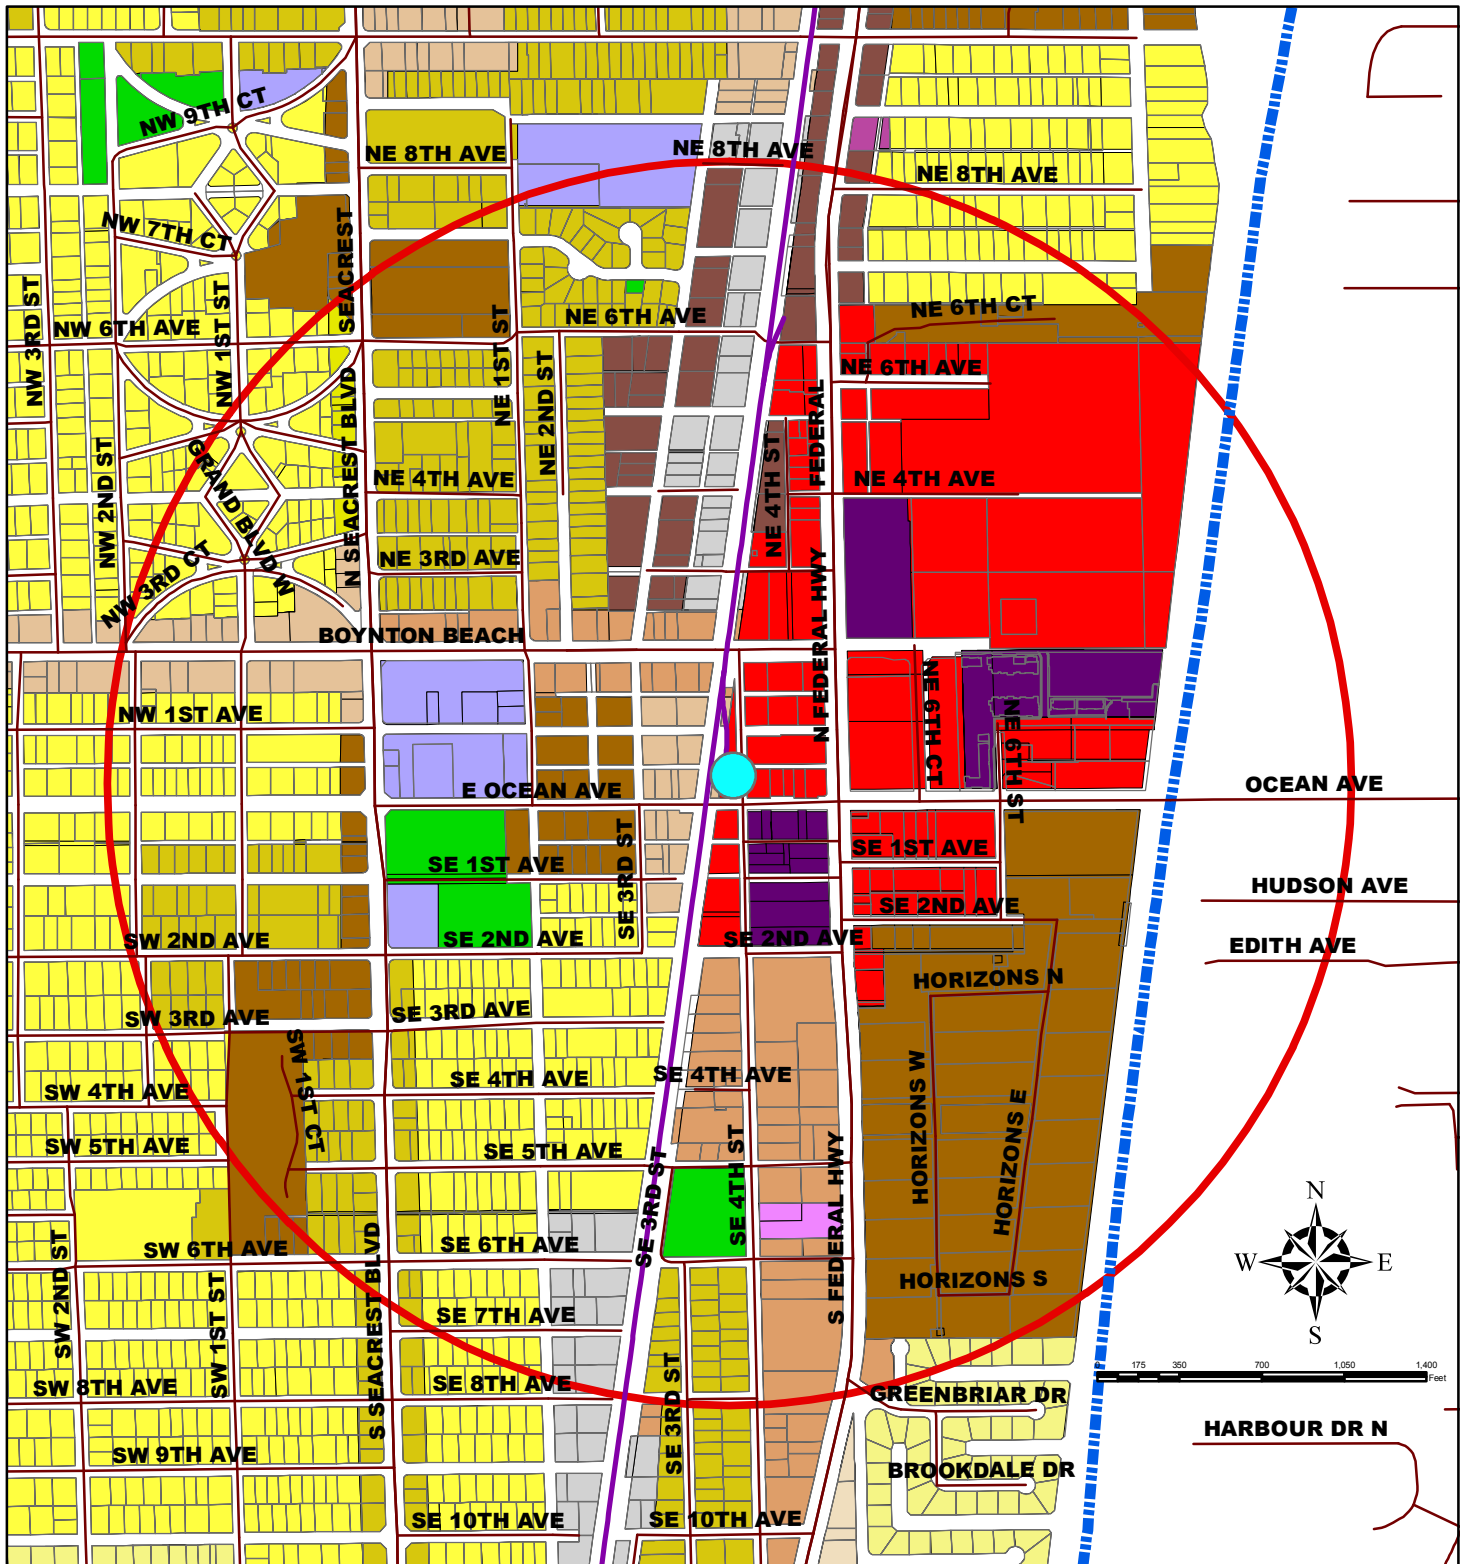 NW 9TH CT
NE 8TH AVE
NE 8TH AVE
NE 8TH AVE
NW 7TH CT
SEACREST
NW 3RD ST
NW 6TH AVE
NW 1ST ST
NE 1ST ST
NE 6TH AVE
NE 6TH CT
NE 6TH AVE
N SEACREST BLVD
NE 2ND ST
FEDERAL
NW 2ND ST
GRAND BLVD W
NE 4TH AVE
NE 4TH ST
NE 4TH AVE
NW 3RD CT
NE 3RD AVE
N FEDERAL HWY
BOYNTON BEACH
NE 6TH CT
NE 6TH ST
NW 1ST AVE
E OCEAN AVE
OCEAN AVE
SE 1ST AVE
SE 3RD ST
SE 1ST AVE
HUDSON AVE
SE 2ND AVE
SW 2ND AVE
SE 2ND AVE
SE 2ND AVE
EDITH AVE
HORIZONS N
SW 3RD AVE
SE 3RD AVE
SW 1ST CT
SW 4TH AVE
SE 4TH AVE
SE 4TH AVE
HORIZONS W
HORIZONS E
SW 5TH AVE
SE 5TH AVE
SE 3RD ST
SE 4TH ST
S FEDERAL HWY
N
W
E
S
SW 6TH AVE
SE 6TH AVE
SW 2ND ST
SW 1ST ST
S SEACREST BLVD
HORIZONS S
SE 7TH AVE
0 175 350 700 1,050 1,400
Feet
SW 8TH AVE
SE 8TH AVE
SE 3RD ST
GREENBRIAR DR
HARBOUR DR N
SW 9TH AVE
BROOKDALE DR
SE 10TH AVE
SE 10TH AVE